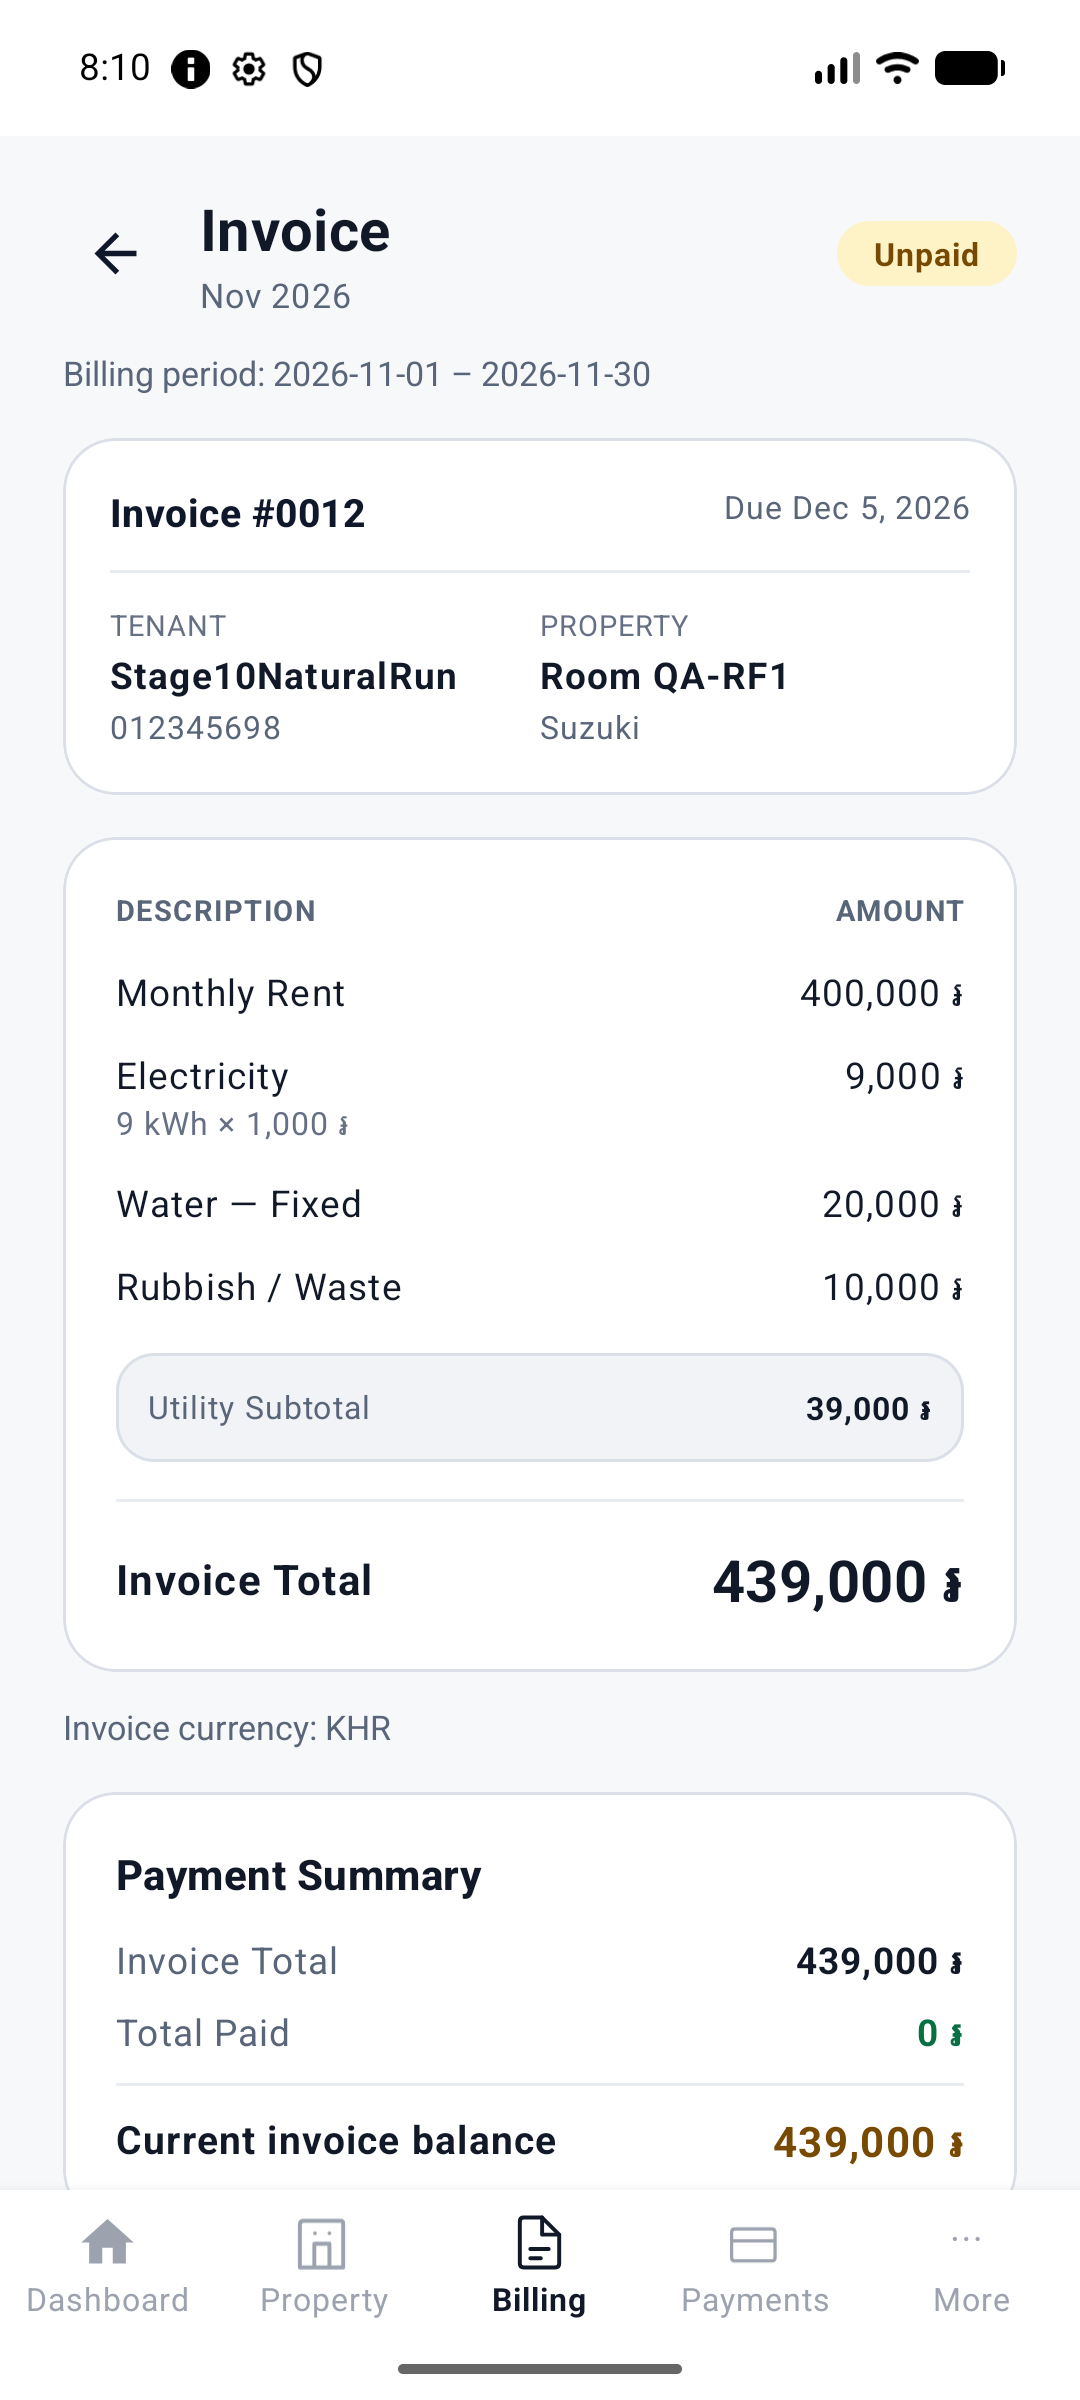 8:10
Invoice
Nov 2026
Unpaid
Billing period: 2026-11-01 – 2026-11-30
Invoice #0012
Due Dec 5, 2026
TENANT
PROPERTY
Stage10NaturalRun
Room QA-RF1
012345698
Suzuki
DESCRIPTION
AMOUNT
Monthly Rent
400,000 ៛
Electricity
9,000 ៛
9 kWh × 1,000 ៛
Water — Fixed
20,000 ៛
Rubbish / Waste
10,000 ៛
Utility Subtotal
39,000 ៛
Invoice Total
439,000 ៛
Invoice currency: KHR
Payment Summary
Invoice Total
439,000 ៛
Total Paid
0 ៛
Current invoice balance
439,000 ៛
Dashboard
Property
Billing
Payments
More